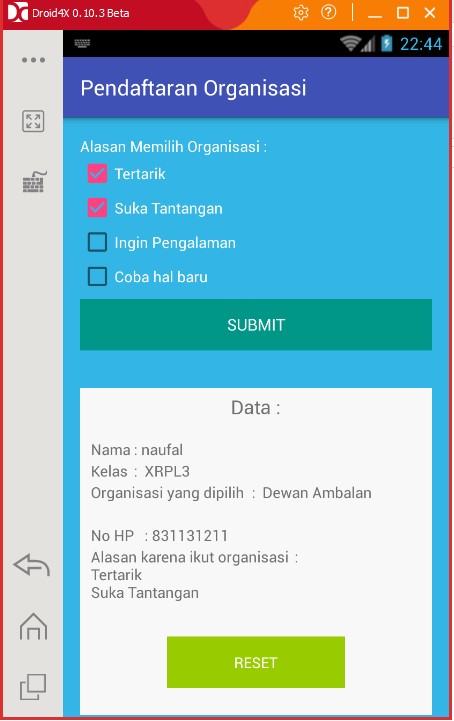 Droid4X 0.10.3 Beta
22:44
Pendaftaran Organisasi
Alasan Memilih Organisasi :
Tertarik
Suka Tantangan
Ingin Pengalaman
Coba hal baru
SUBMIT
Data :
Nama : naufal
Kelas : XRPL3
Organisasi yang dipilih : Dewan Ambalan
No HP : 831131211
Alasan karena ikut organisasi :
Tertarik
Suka Tantangan
RESET